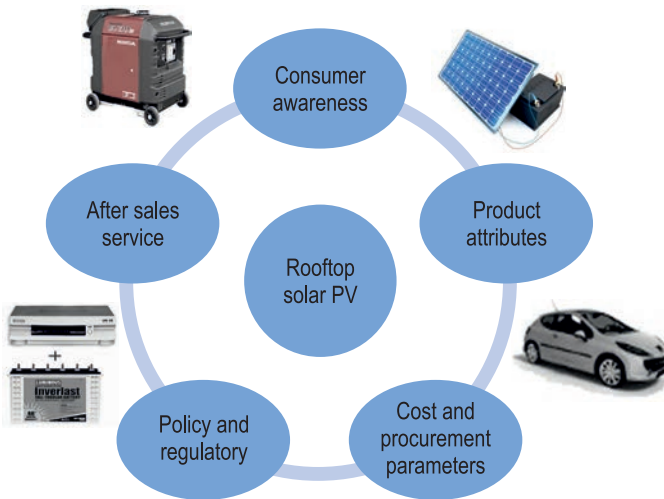 Consumer
awareness
After sales
service
Product
attributes
Rooftop
solar PV
+
Inverlast
Policy and
regulatory
Cost and
procurement
parameters